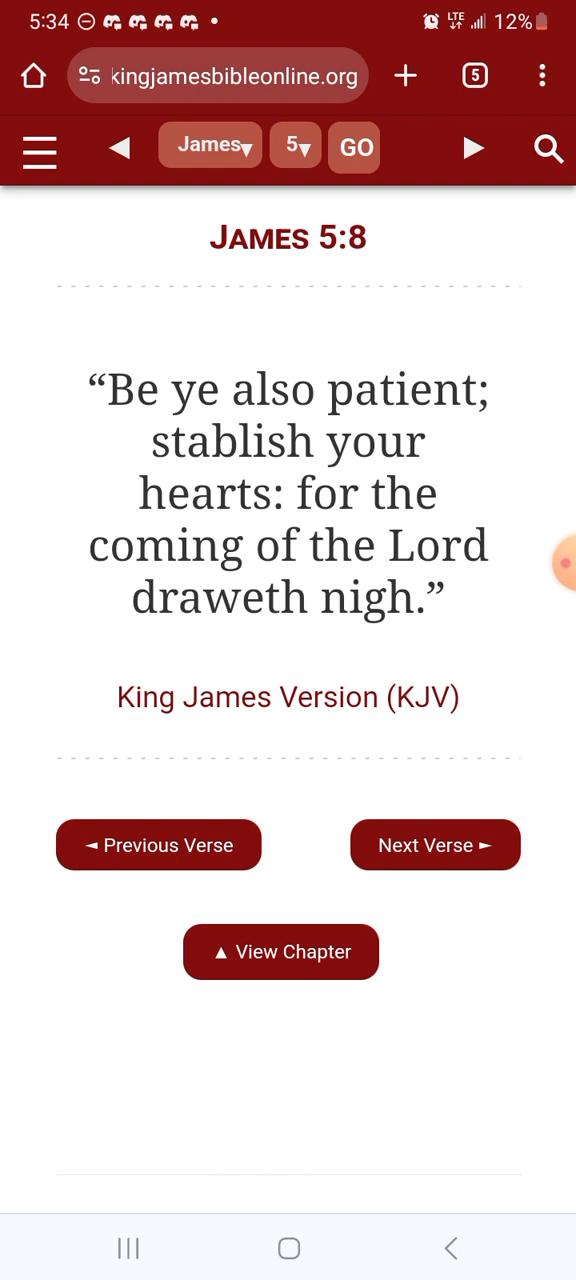 5:34 12%
kingjamesbibleonline.org 5
James 5 GO
JAMES 5:8
“Be ye also patient;
stablish your
hearts: for the
coming of the Lord
draweth nigh.”
King James Version (KJV)
◄ Previous Verse Next Verse ►
▲ View Chapter